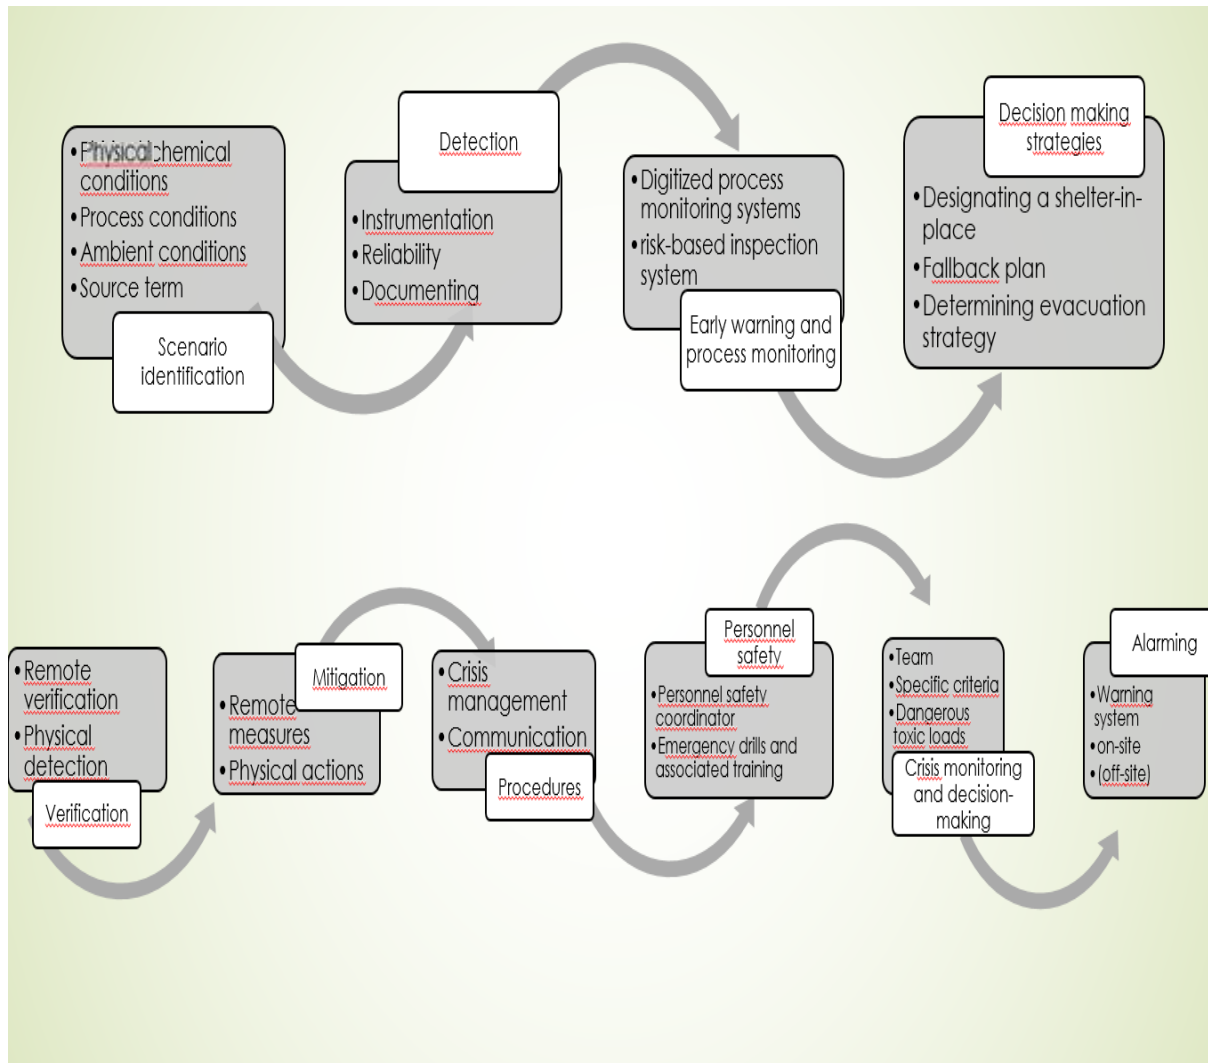 • Physical chemical
conditions
• Process conditions
• Ambient conditions
• Source term
Scenario
identification
Detection
• Instrumentation
• Reliability
• Documenting
• Digitized process
monitoring systems
• risk-based inspection
system
Early warning and
process monitoring
Decision making
strategies
• Designating a shelter-in-
place
• Fallback plan
• Determining evacuation
strategy
• Remote
verification
• Physical
detection
Verification
Mitigation
• Remote
measures
• Physical actions
• Crisis
management
• Communication
Procedures
Personnel
safety
• Personnel safety
coordinator
• Emergency drills and
associated training
• Team
• Specific criteria
• Dangerous
toxic loads
Crisis monitoring
and decision-
making
Alarming
• Warning
system
• on-site
• (off-site)